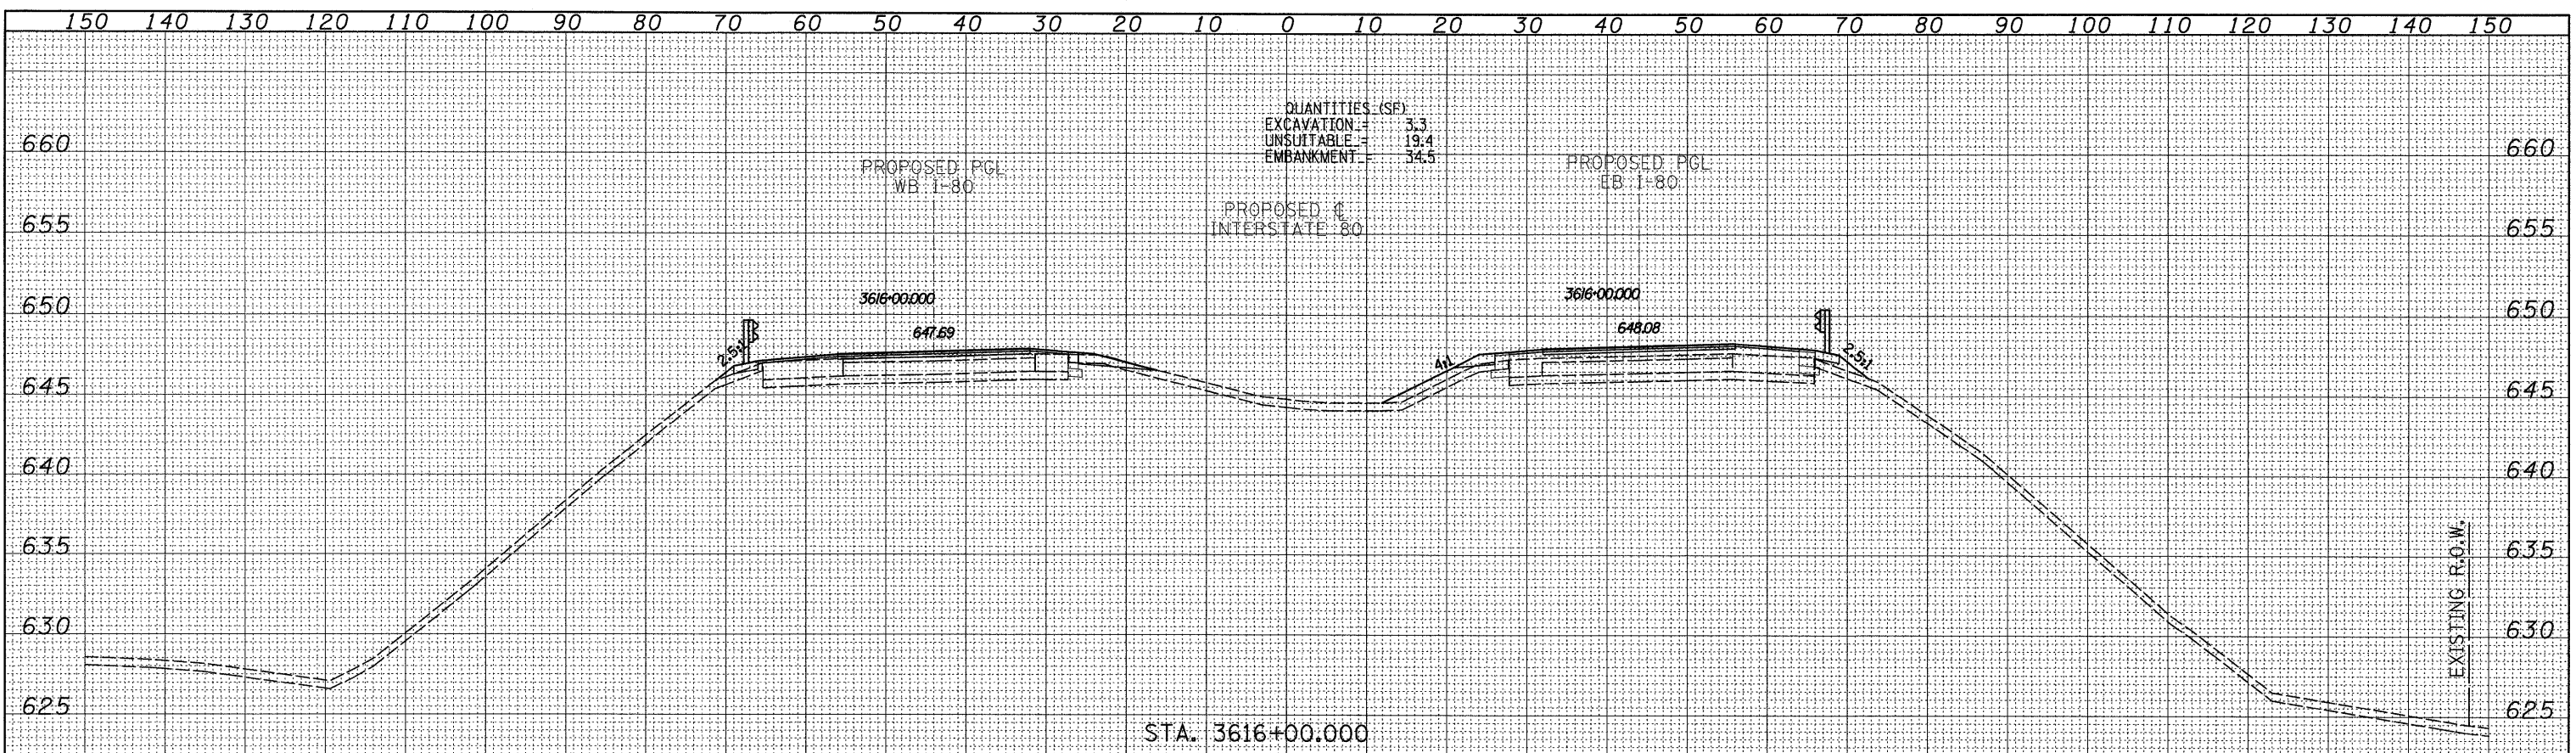 150 140 130 120 110 100 90 80 70 60 50 40 30 20 10 0 10 20 30 40 50 60 70 80 90 100 110 120 130 140 150
QUANTITIES (SF)
EXCAVATION = 3.3
UNSUITABLE = 19.4
EMBANKMENT = 34.5
660 660
PROPOSED PGL
WB I-80
PROPOSED PGL
EB I-80
PROPOSED ℄
INTERSTATE 80
655 655
650 650
3616+00.000
3616+00.000
647.69
648.08
2.5:1
4:1
2.5:1
645 645
640 640
635 635
630 630
625 625
EXISTING R.O.W.
STA. 3616+00.000